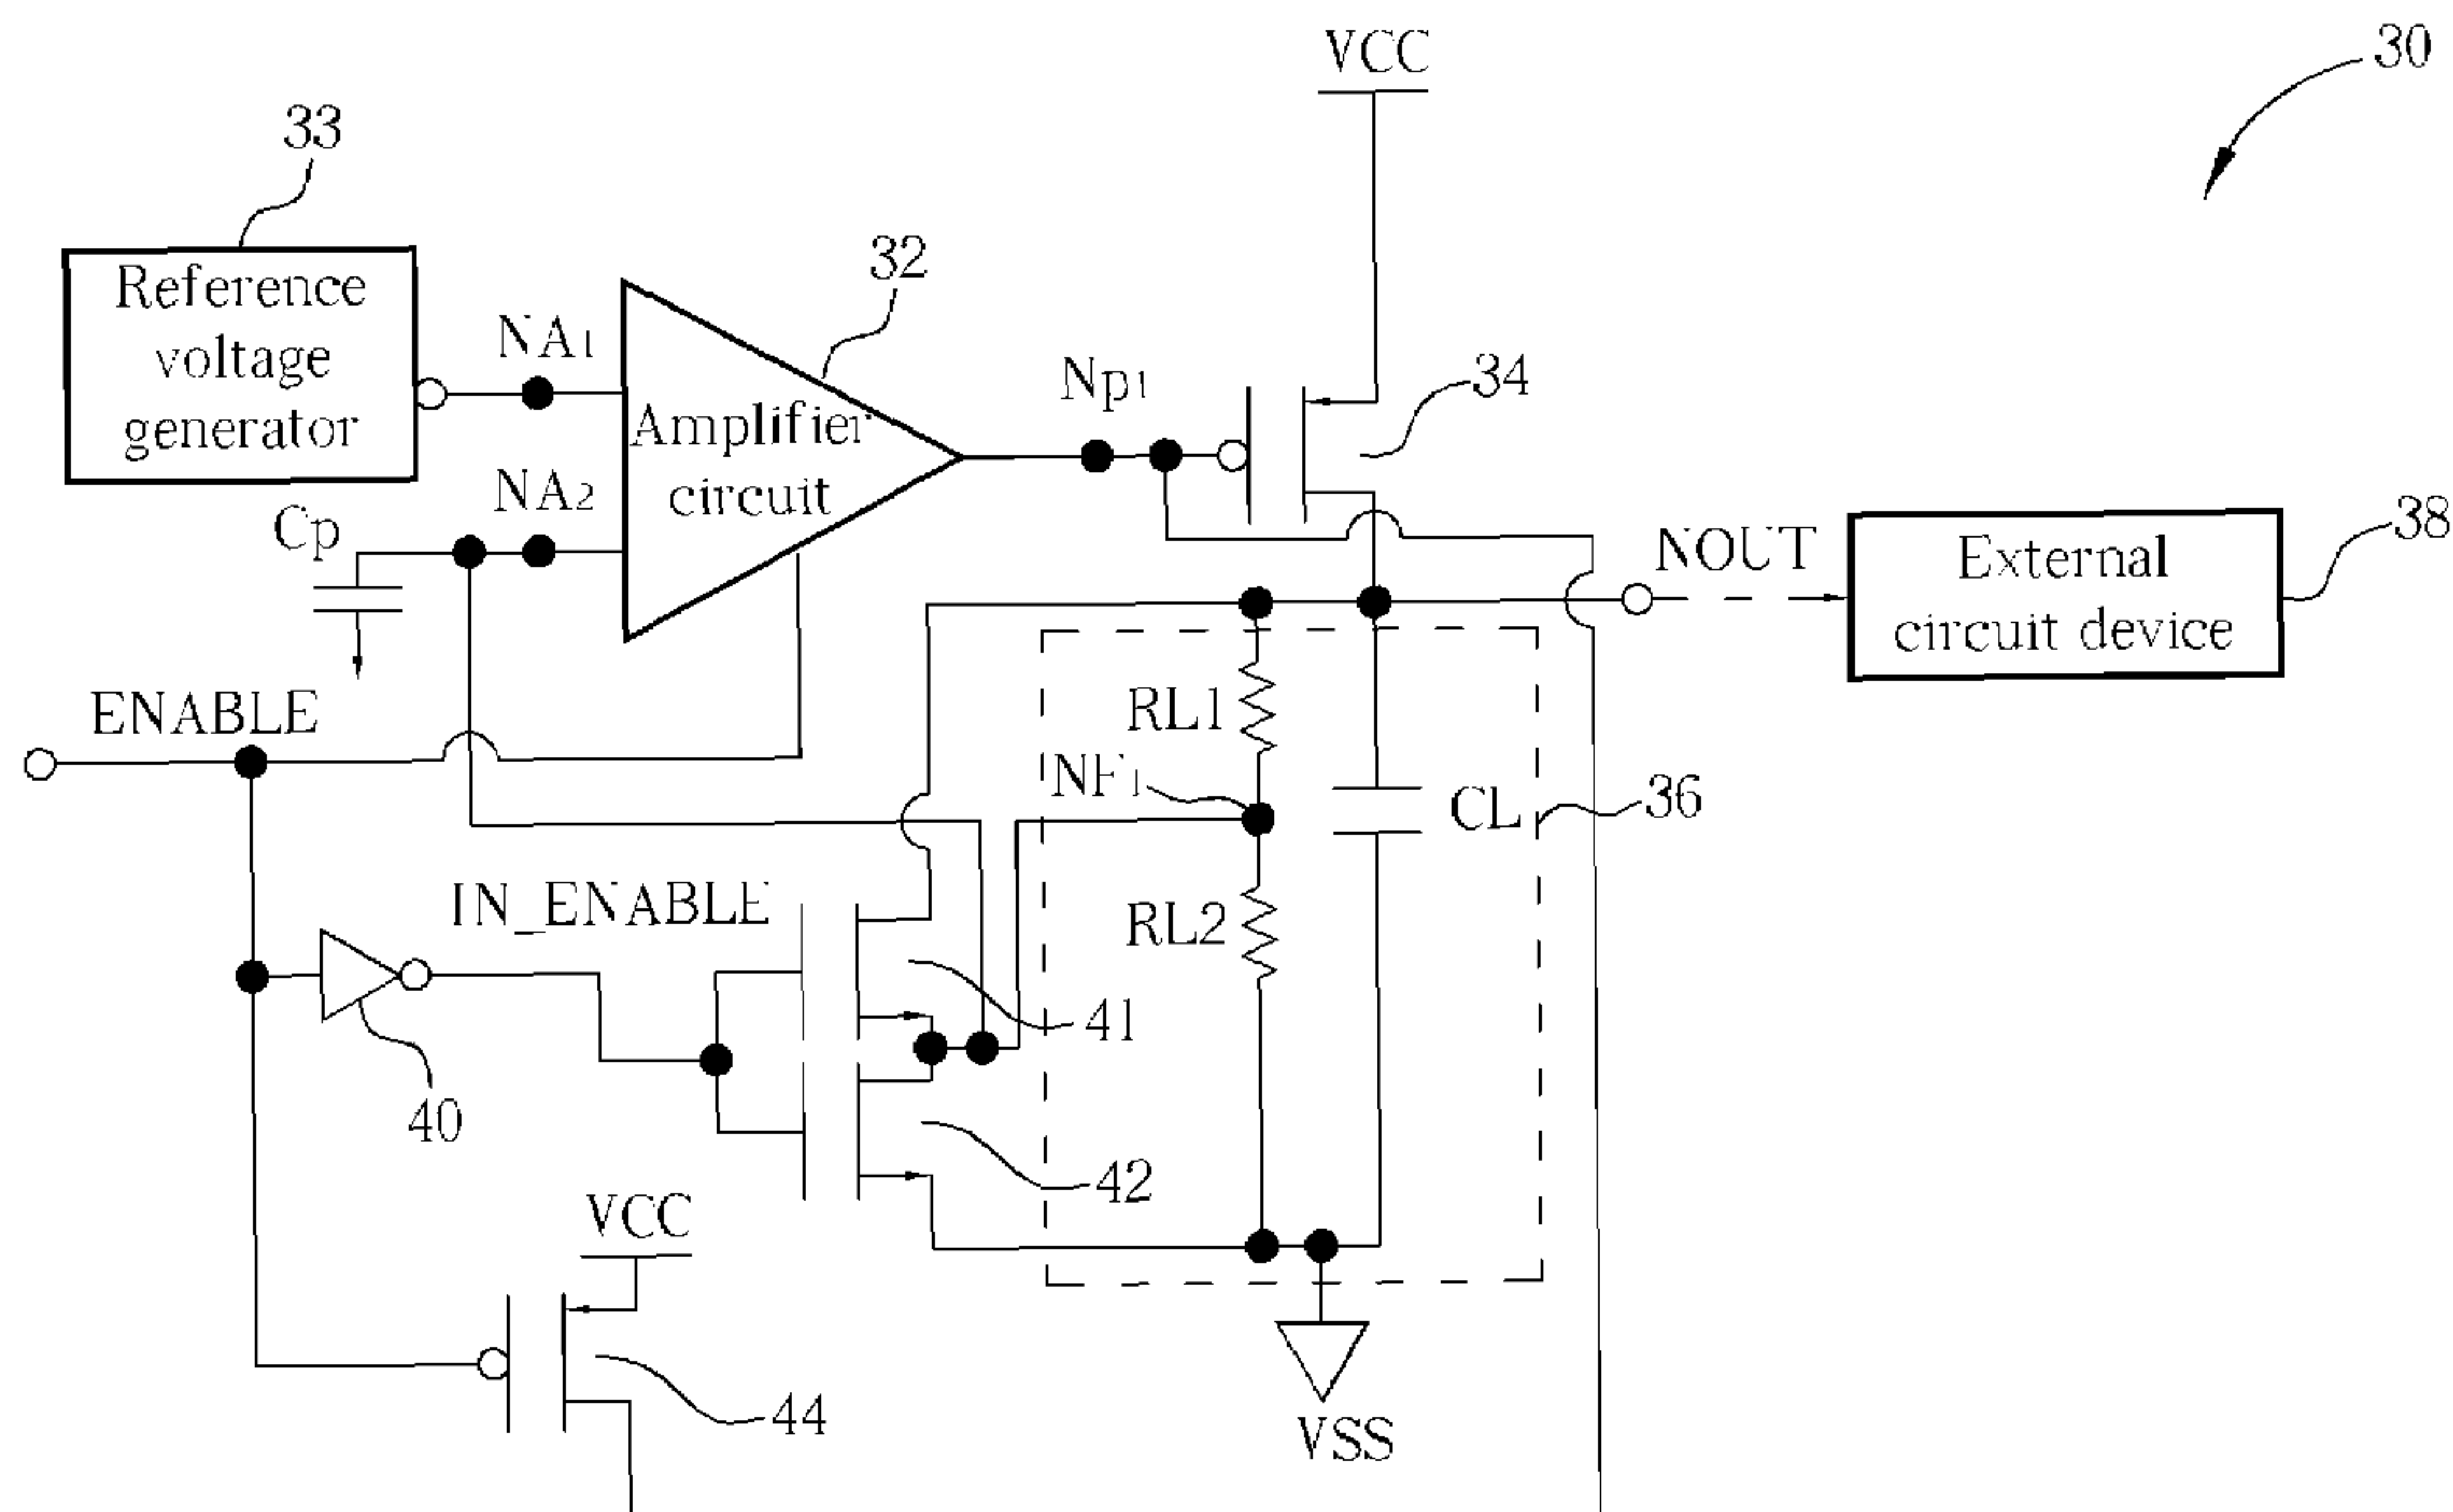 VCC
30
33
Reference
voltage
generator
32
NA1
Amplifier
circuit
NA2
Cp
Np1
34
NOUT
External
circuit device
38
ENABLE
RL1
NF1
CL
36
IN_ENABLE
RL2
41
40
42
VCC
44
VSS